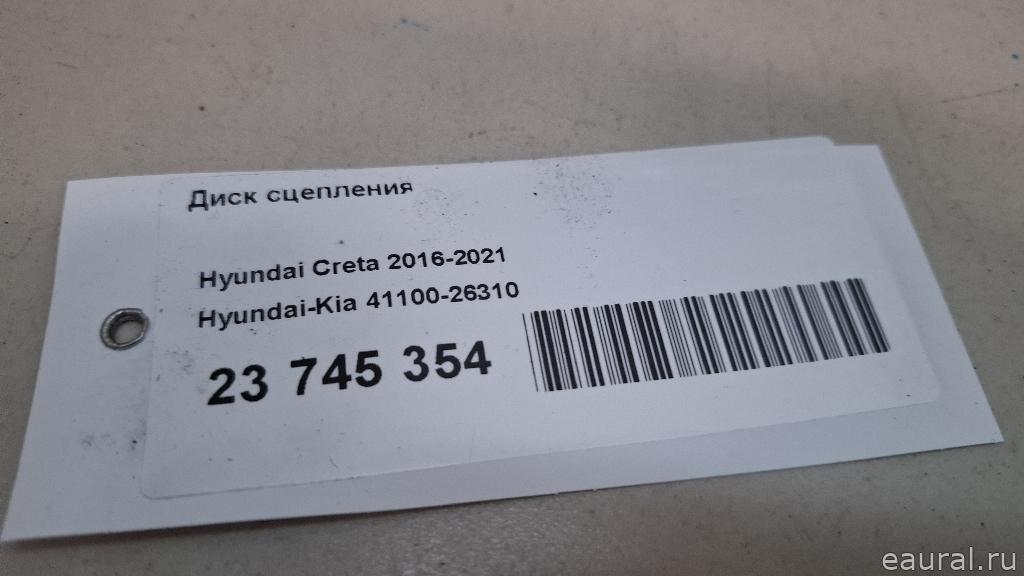 Диск сцепления
Hyundai Creta 2016-2021
Hyundai-Kia 41100-26310
23 745 354
eaural.ru